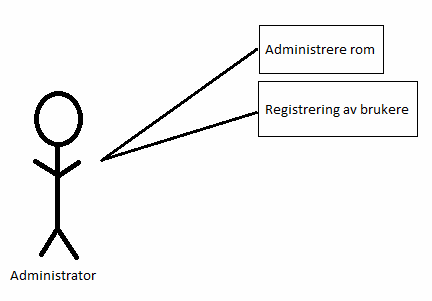 Administrere rom
Registrering av brukere
Administrator